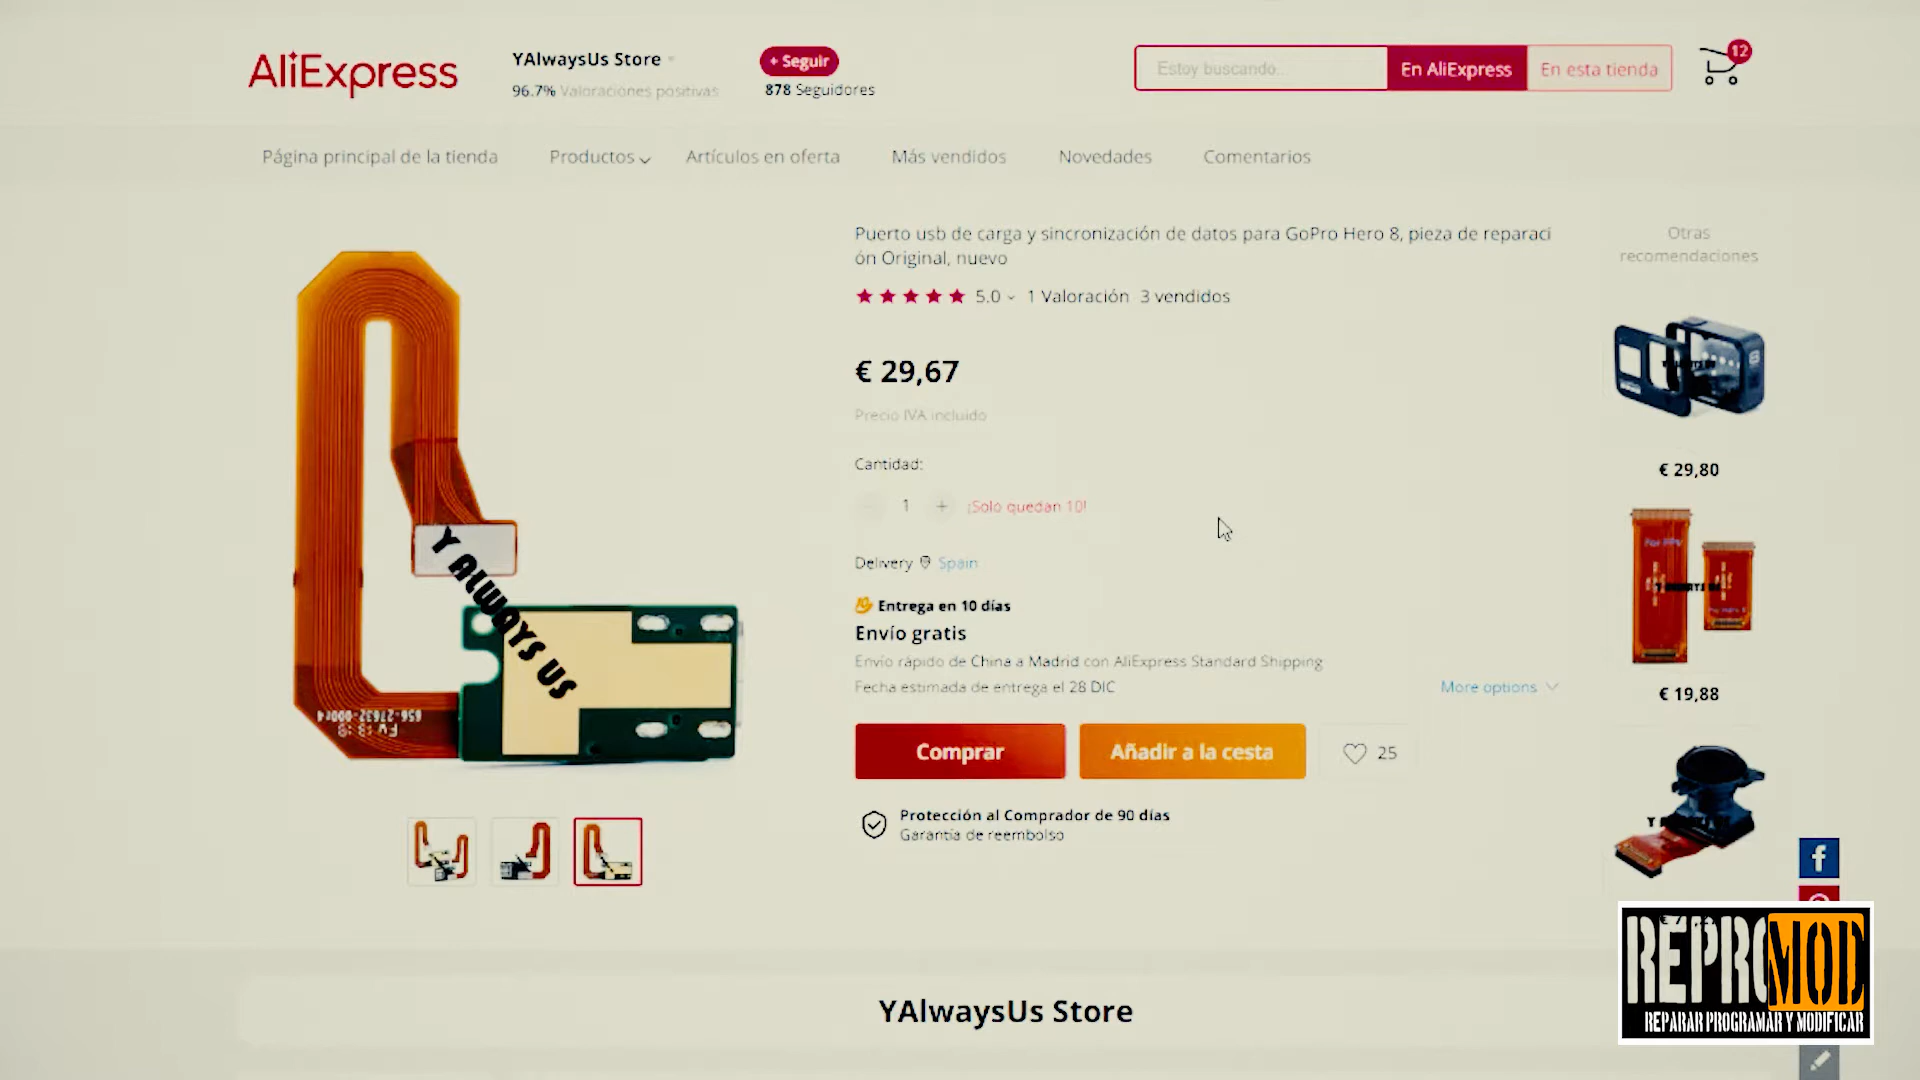 AliExpress
YAlwaysUs Store
96.7% Valoraciones positivas
+ Seguir
878 Seguidores
Estoy buscando...
En AliExpress
En esta tienda
12
Página principal de la tienda
Productos
Artículos en oferta
Más vendidos
Novedades
Comentarios
Puerto usb de carga y sincronización de datos para GoPro Hero 8, pieza de reparaci
ón Original, nuevo
5.0
1 Valoración
3 vendidos
€ 29,67
Precio IVA incluido
Cantidad:
1
¡Solo quedan 10!
Delivery
Spain
Entrega en 10 días
Envío gratis
Envío rápido de China a Madrid con AliExpress Standard Shipping
Fecha estimada de entrega el 28 DIC
More options
Comprar
Añadir a la cesta
25
Protección al Comprador de 90 días
Garantía de reembolso
Y ALWAYS US
Otras
recomendaciones
€ 29,80
€ 19,88
YAlwaysUs Store
REPROMOD
REPARAR PROGRAMAR Y MODIFICAR